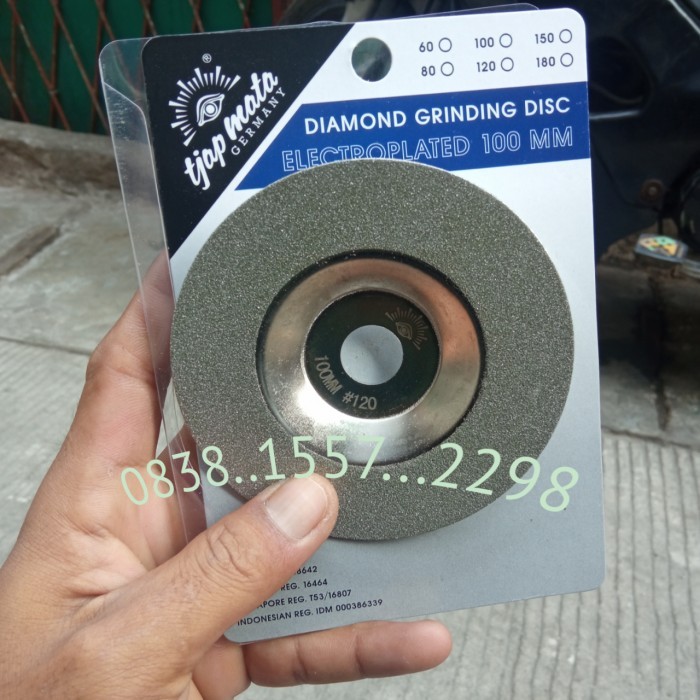 ®
tjap mata
GERMANY
60 100 150
80 120 180
DIAMOND GRINDING DISC
ELECTROPLATED 100 MM
100MM #120
0838..1557...2298
REG. 16464
REG. T53/16807
INDONESIAN REG. IDM 000386339